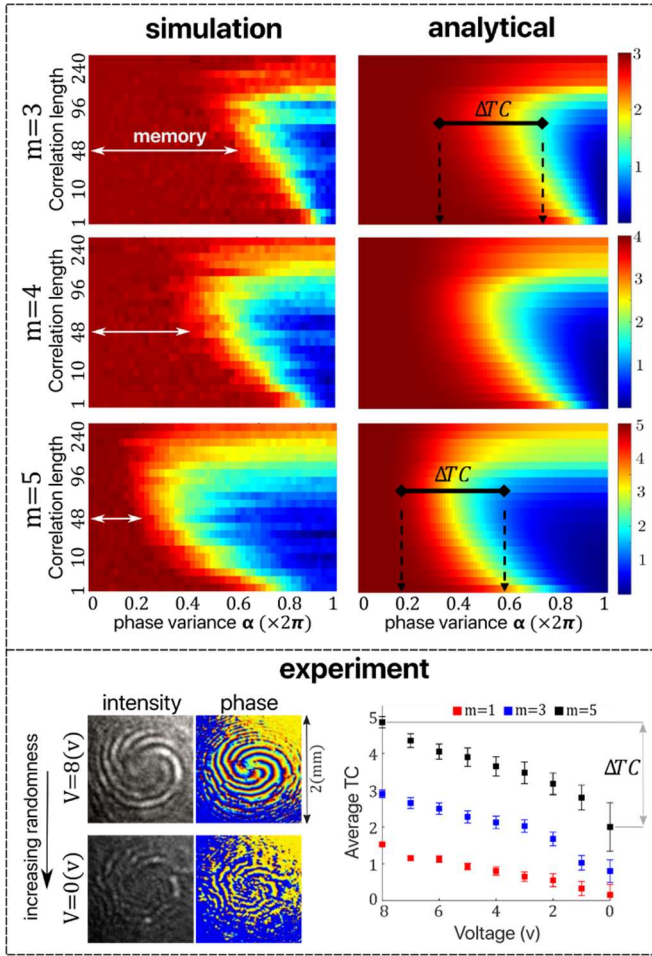 simulation
analytical
m=3
Correlation length
240
96
48
10
1
memory
ΔTC
3
2
1
0
m=4
Correlation length
240
96
48
10
1
4
3
2
1
m=5
Correlation length
240
96
48
10
1
ΔTC
5
4
3
2
1
0 0.2 0.4 0.6 0.8 1
phase variance α (×2π)
0 0.2 0.4 0.6 0.8 1
phase variance α (×2π)
experiment
intensity
phase
increasing randomness
V=8(v)
2(mm)
V=0(v)
m=1 m=3 m=5
Average TC
5
4
3
2
1
0
ΔTC
8 6 4 2 0
Voltage (v)